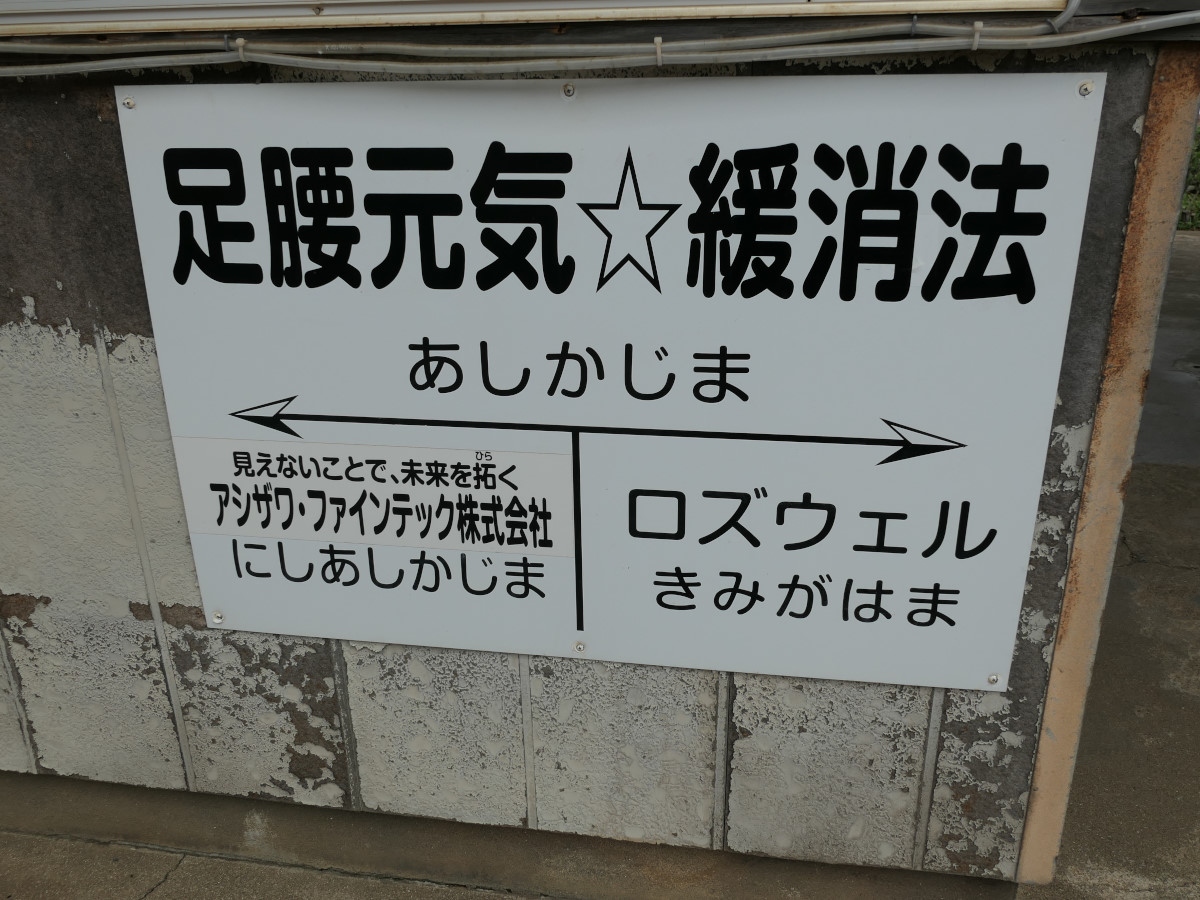 足腰元気☆緩消法
あしかじま
見えないことで、未来を拓く
ひら
アシザワ・ファインテック株式会社
にしあしかじま
ロズウェル
きみがはま